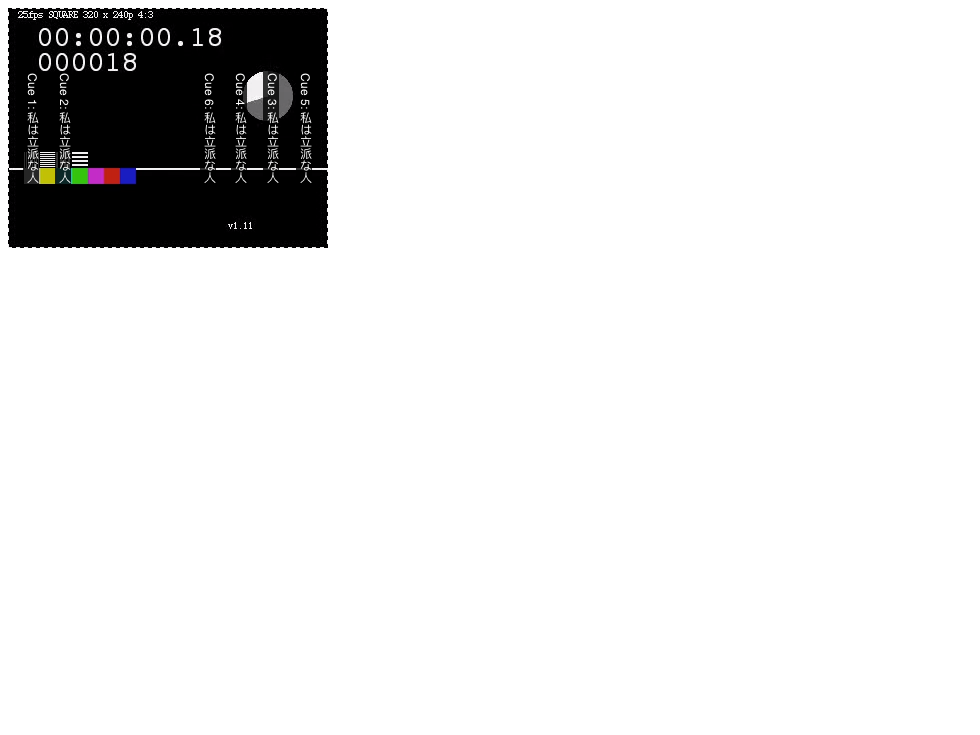 25fps SQUARE 320 x 240p 4:3
00:00:00.18
000018
Cue 1: 私は立派な人
Cue 2: 私は立派な人
Cue 6: 私は立派な人
Cue 4: 私は立派な人
Cue 3: 私は立派な人
Cue 5: 私は立派な人
v1.11